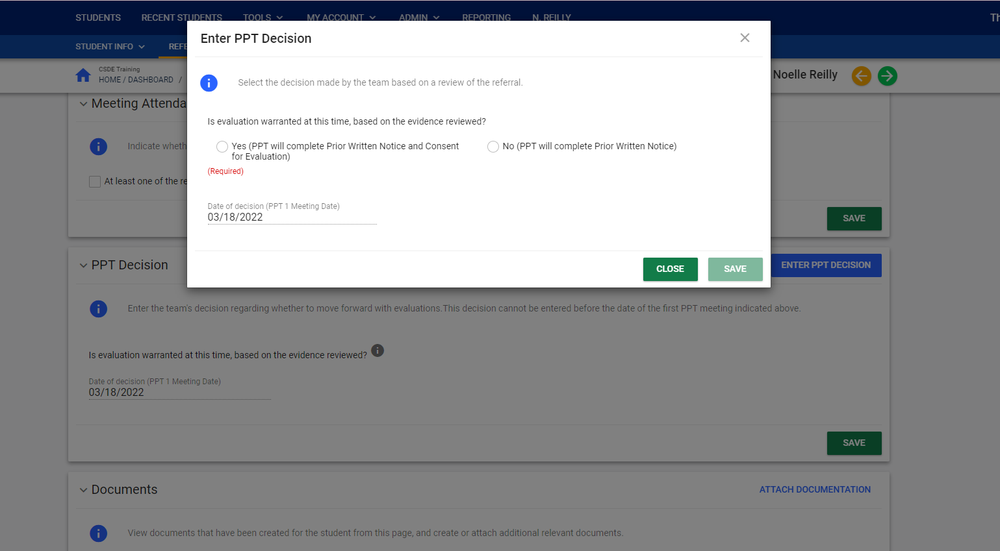 STUDENTS RECENT STUDENTS TOOLS MY ACCOUNT ADMIN REPORTING N. REILLY
STUDENT INFO
CSDE Training
HOME / DASHBOARD /
Noelle Reilly
Enter PPT Decision
Select the decision made by the team based on a review of the referral.
Is evaluation warranted at this time, based on the evidence reviewed?
Yes (PPT will complete Prior Written Notice and Consent
for Evaluation)
No (PPT will complete Prior Written Notice)
(Required)
Date of decision (PPT 1 Meeting Date)
03/18/2022
CLOSE SAVE
Meeting
Indicate
At least one of the
SAVE
PPT Decision
ENTER PPT DECISION
Enter the team's decision regarding whether to move forward with evaluations.This decision cannot be entered before the date of the first PPT meeting indicated above.
Is evaluation warranted at this time, based on the evidence reviewed?
Date of decision (PPT 1 Meeting Date)
03/18/2022
SAVE
Documents
ATTACH DOCUMENTATION
View documents that have been created for the student from this page, and create or attach additional relevant documents.